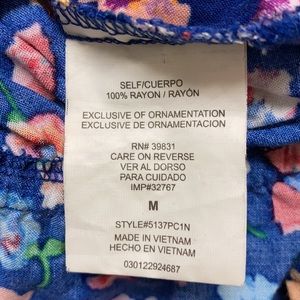 SELF/CUERPO
100% RAYON / RAYÓN
EXCLUSIVE OF ORNAMENTATION
EXCLUSIVE DE ORNAMENTACION
RN# 39831
CARE ON REVERSE
VER AL DORSO
PARA CUIDADO
IMP#32767
M
STYLE#5137PC1N
MADE IN VIETNAM
HECHO EN VIETNAM
030122924687